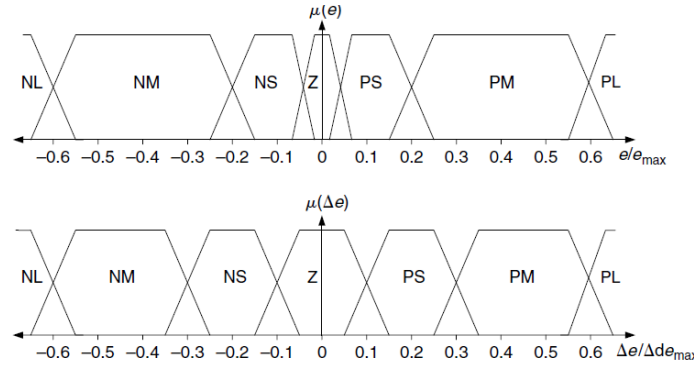 μ(e)
NL NM NS Z PS PM PL
−0.6 −0.5 −0.4 −0.3 −0.2 −0.1 0 0.1 0.2 0.3 0.4 0.5 0.6 e/emax
μ(Δe)
NL NM NS Z PS PM PL
−0.6 −0.5 −0.4 −0.3 −0.2 −0.1 0 0.1 0.2 0.3 0.4 0.5 0.6 Δe/Δdemax